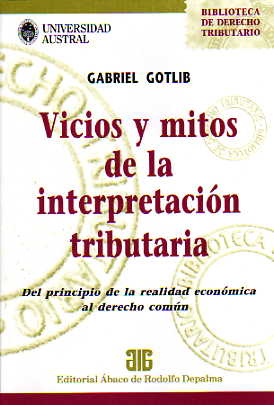 UNIVERSIDAD
AUSTRAL
BIBLIOTECA
DE DERECHO
TRIBUTARIO
GABRIEL GOTLIB
Vicios y mitos
de la
interpretación
tributaria
Del principio de la realidad económica
al derecho común
Editorial Ábaco de Rodolfo Depalma
BIBLIOTECA